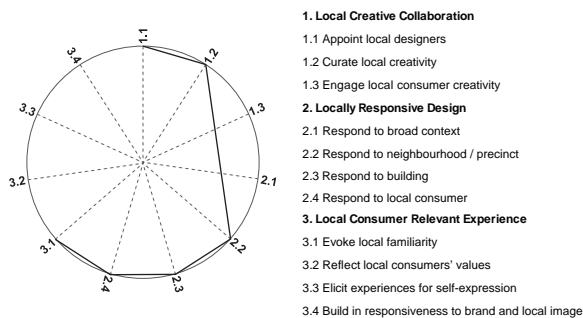 1.1
1.2
1.3
2.1
2.2
2.3
2.4
3.1
3.2
3.3
3.4
1. Local Creative Collaboration
1.1 Appoint local designers
1.2 Curate local creativity
1.3 Engage local consumer creativity
2. Locally Responsive Design
2.1 Respond to broad context
2.2 Respond to neighbourhood / precinct
2.3 Respond to building
2.4 Respond to local consumer
3. Local Consumer Relevant Experience
3.1 Evoke local familiarity
3.2 Reflect local consumers' values
3.3 Elicit experiences for self-expression
3.4 Build in responsiveness to brand and local image